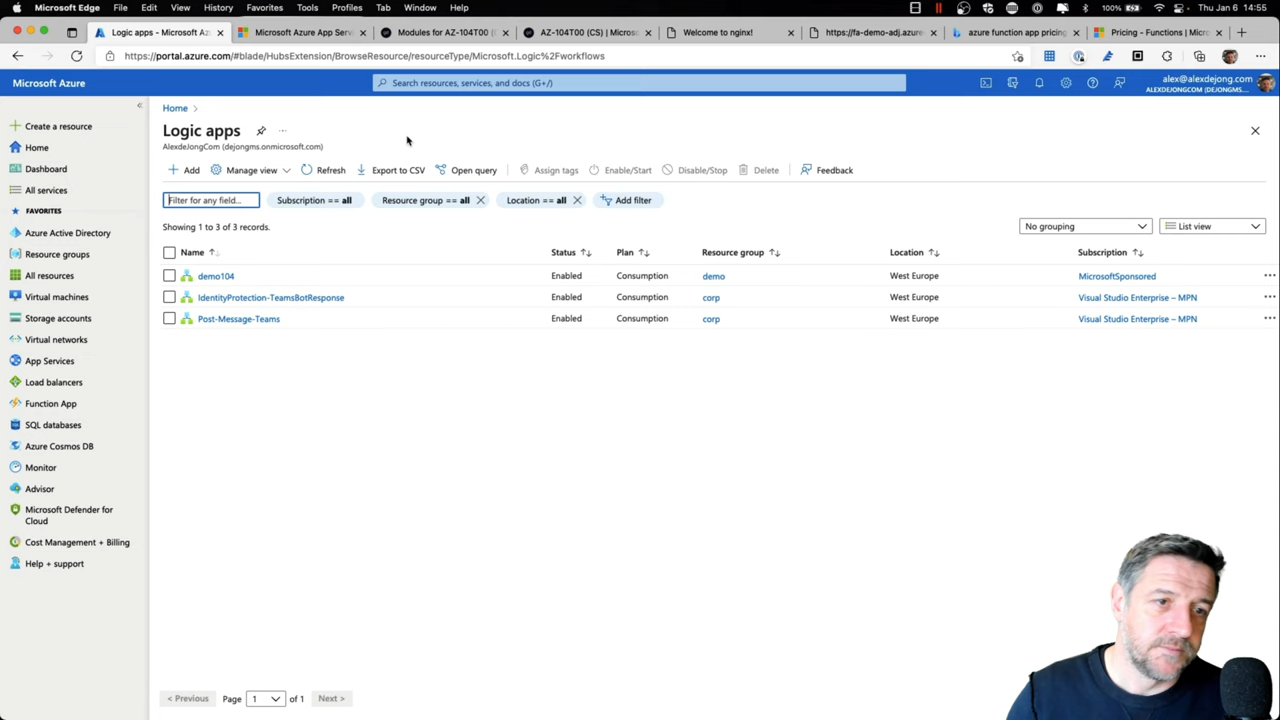 Microsoft Edge File Edit View History Favorites Tools Profiles Tab Window Help 100% Thu Jan 6 14:55
Logic apps - Microsoft Azure Microsoft Azure App Serv Modules for AZ-104T00 ( AZ-104T00 (CS) | Microso Welcome to nginx! https://fa-demo-adj.azure azure function app pricing Pricing - Functions | Micr
https://portal.azure.com/#blade/HubsExtension/BrowseResource/resourceType/Microsoft.Logic%2Fworkflows
Microsoft Azure
Search resources, services, and docs (G+/)
alex@alexdejong.com
ALEXDEJONGCOM (DEJONGMS....
Create a resource
Home
Dashboard
All services
FAVORITES
Azure Active Directory
Resource groups
All resources
Virtual machines
Storage accounts
Virtual networks
App Services
Load balancers
Function App
SQL databases
Azure Cosmos DB
Monitor
Advisor
Microsoft Defender for
Cloud
Cost Management + Billing
Help + support
Home >
Logic apps ...
AlexdeJongCom (dejongms.onmicrosoft.com)
Add Manage view Refresh Export to CSV Open query Assign tags Enable/Start Disable/Stop Delete Feedback
Filter for any field... Subscription == all Resource group == all Location == all Add filter
Showing 1 to 3 of 3 records.
No grouping List view
Name Status Plan Resource group Location Subscription
demo104 Enabled Consumption demo West Europe MicrosoftSponsored
IdentityProtection-TeamsBotResponse Enabled Consumption corp West Europe Visual Studio Enterprise – MPN
Post-Message-Teams Enabled Consumption corp West Europe Visual Studio Enterprise – MPN
< Previous Page 1 of 1 Next >